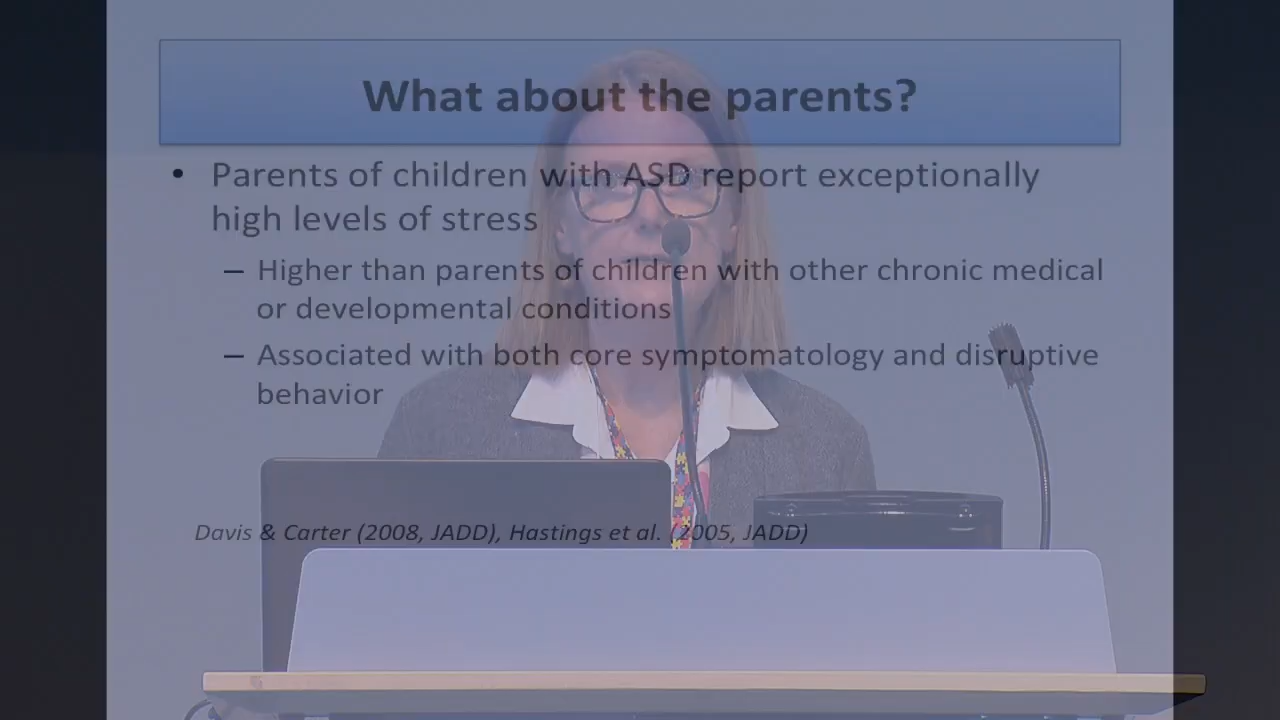 What about the parents?
• Parents of children with ASD report exceptionally
high levels of stress
– Higher than parents of children with other chronic medical
or developmental conditions
– Associated with both core symptomatology and disruptive
behavior
Davis & Carter (2008, JADD), Hastings et al. (2005, JADD)